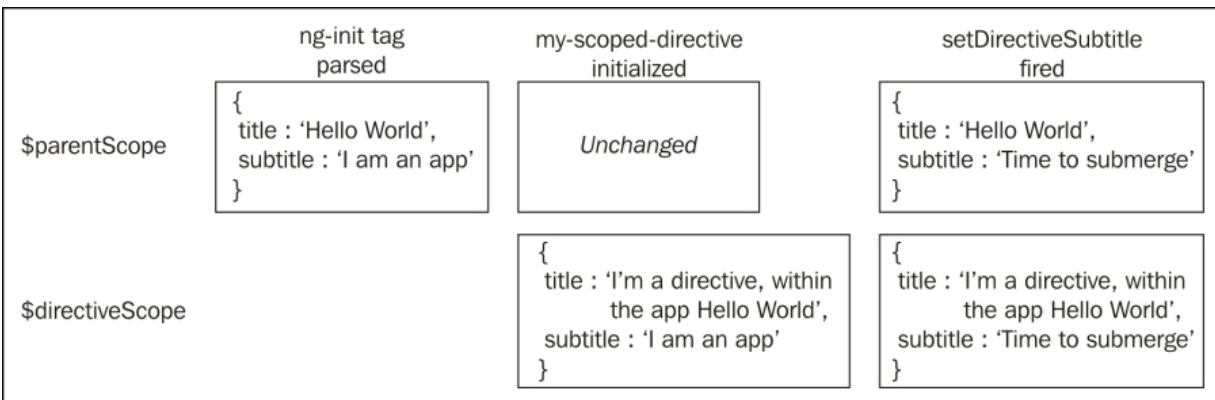 ng-init tag
parsed
my-scoped-directive
initialized
setDirectiveSubtitle
fired
$parentScope
{
title : ‘Hello World’,
subtitle : ‘I am an app’
}
Unchanged
{
title : ‘Hello World’,
subtitle : ‘Time to submerge’
}
$directiveScope
{
title : ‘I’m a directive, within
the app Hello World’,
subtitle : ‘I am an app’
}
{
title : ‘I’m a directive, within
the app Hello World’,
subtitle : ‘Time to submerge’
}